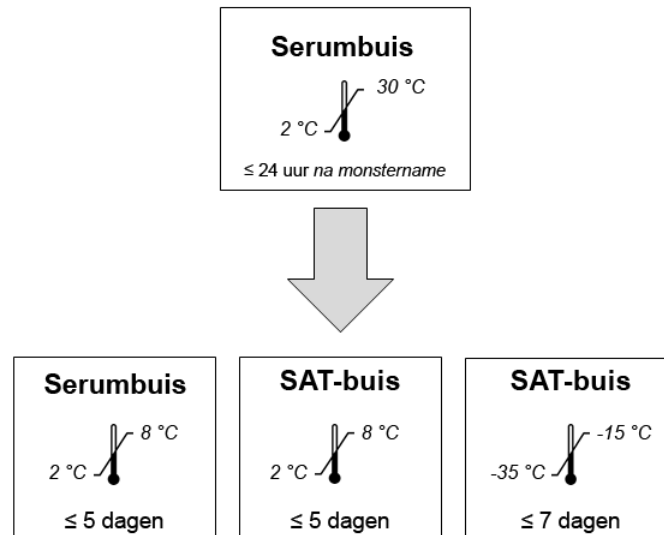 Serumbuis
30 °C
2 °C
≤ 24 uur na monstername
Serumbuis
8 °C
2 °C
≤ 5 dagen
SAT-buis
8 °C
2 °C
≤ 5 dagen
SAT-buis
-15 °C
-35 °C
≤ 7 dagen